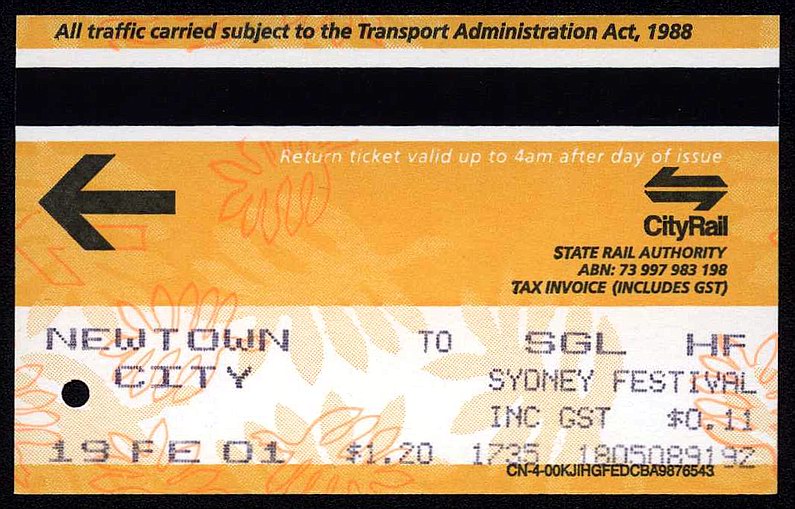 All traffic carried subject to the Transport Administration Act, 1988
Return ticket valid up to 4am after day of issue
CityRail
STATE RAIL AUTHORITY
ABN: 73 997 983 198
TAX INVOICE (INCLUDES GST)
NEWTOWN TO SGL HF
CITY SYDNEY FESTIVAL
INC GST $0.11
19 FE 01 $1.20 1735 180508919Z
CN-4-00KJIHGFEDCBA9876543